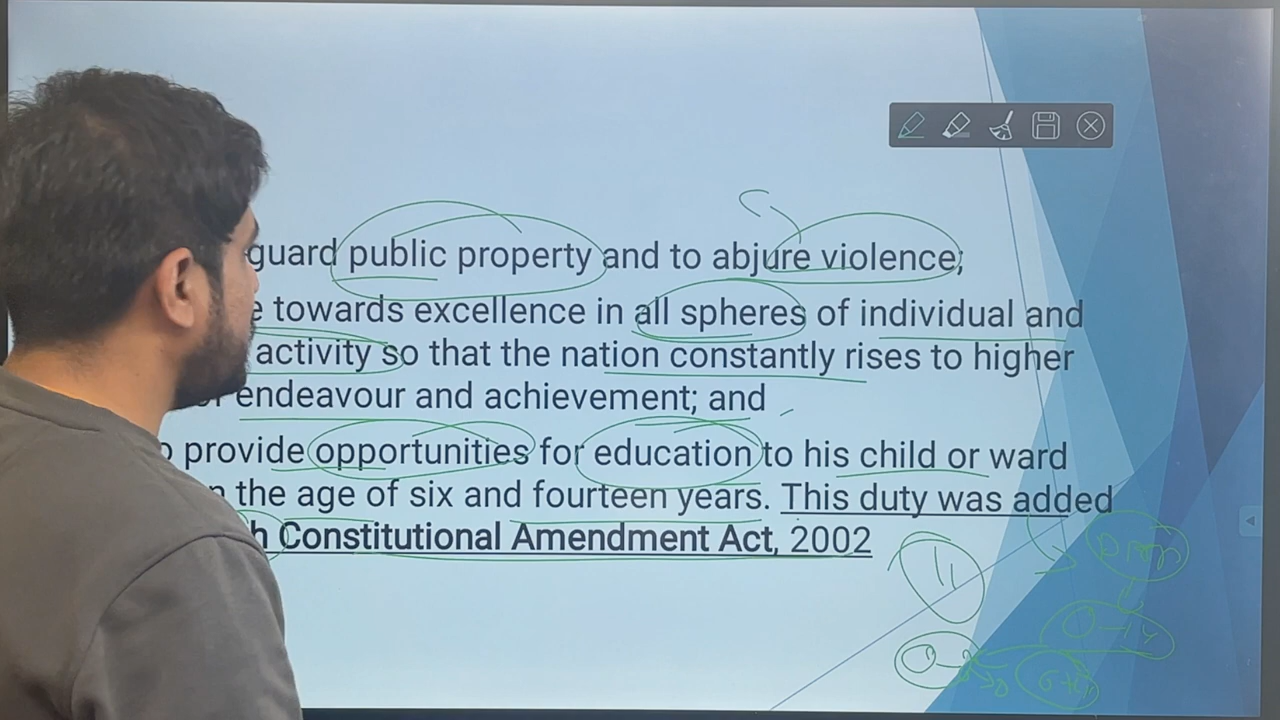 guard public property and to abjure violence;
towards excellence in all spheres of individual and
activity so that the nation constantly rises to higher
endeavour and achievement; and
provide opportunities for education to his child or ward
the age of six and fourteen years. This duty was added
Constitutional Amendment Act, 2002
11